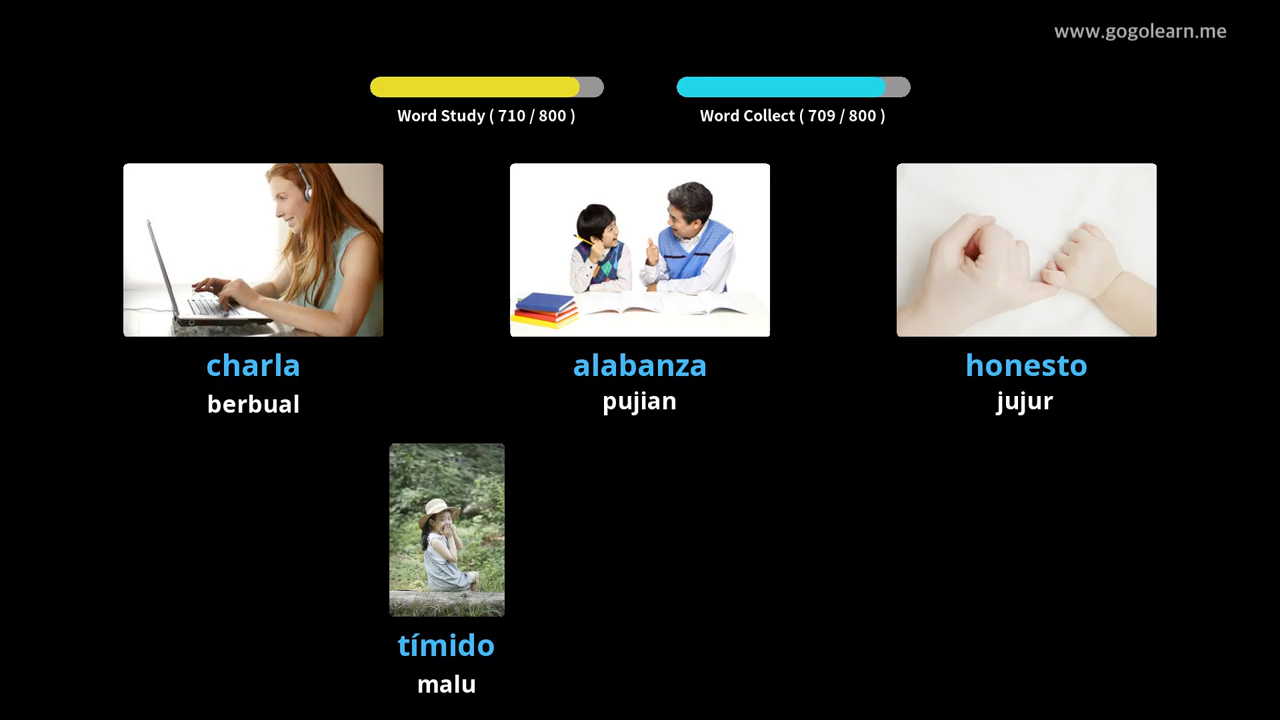 www.gogolearn.me
Word Study ( 710 / 800 )
Word Collect ( 709 / 800 )
charla
berbual
alabanza
pujian
honesto
jujur
tímido
malu